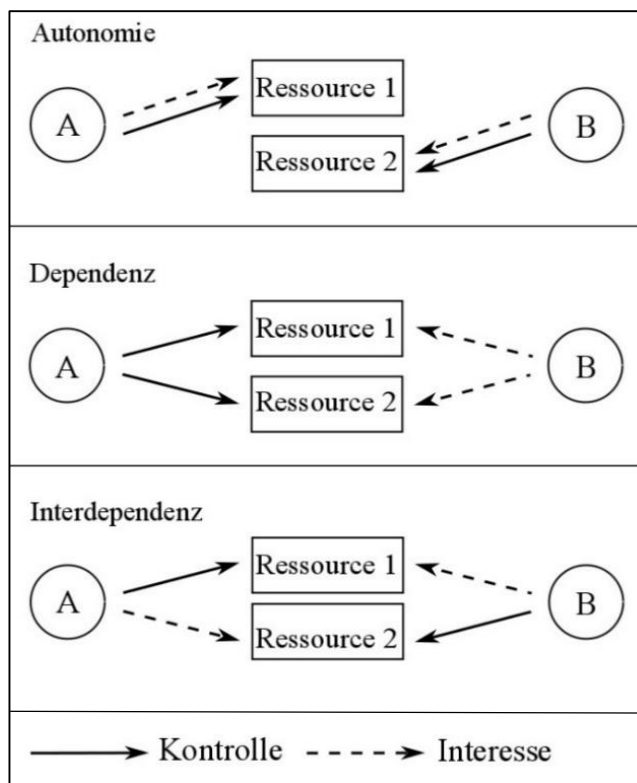 Autonomie
A
Ressource 1
B
Ressource 2
Dependenz
A
Ressource 1
B
Ressource 2
Interdependenz
A
Ressource 1
B
Ressource 2
Kontrolle
Interesse